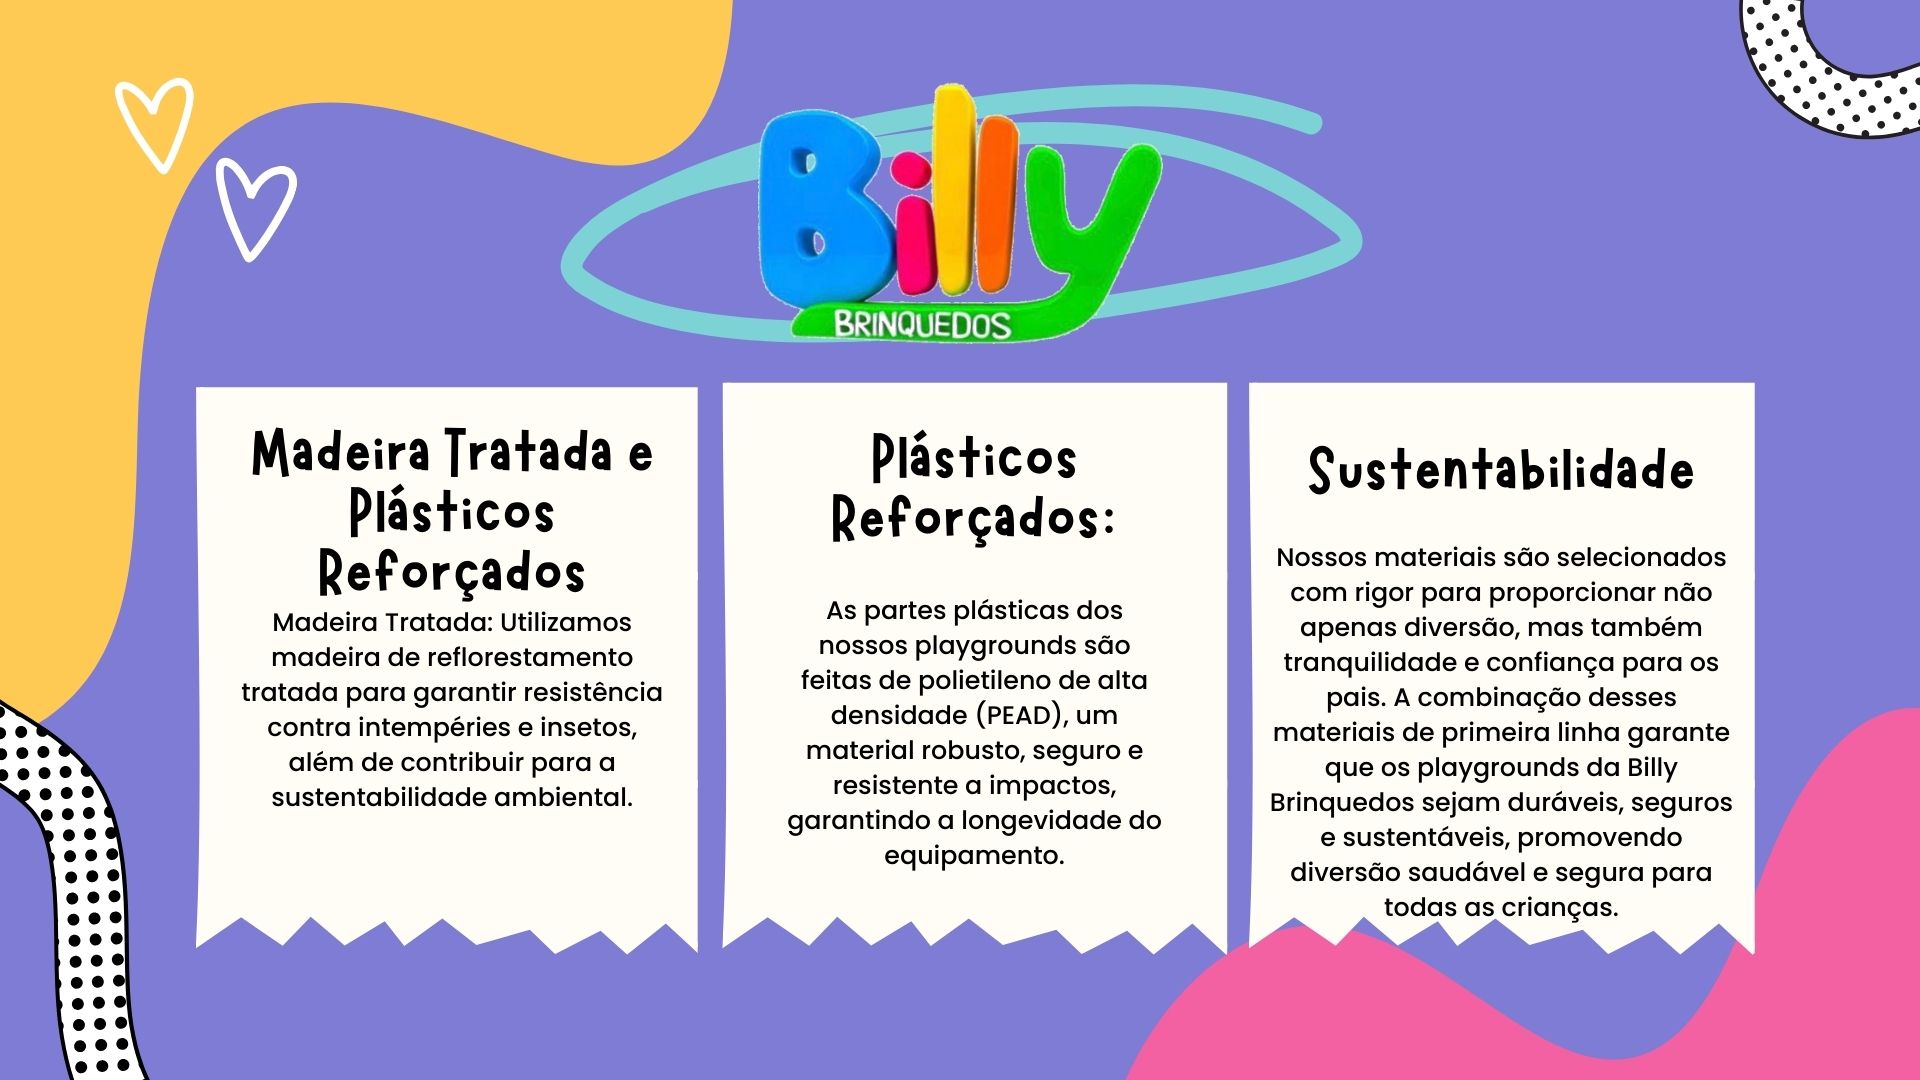 Billy
BRINQUEDOS
Madeira Tratada e
Plásticos
Reforçados
Madeira Tratada: Utilizamos
madeira de reflorestamento
tratada para garantir resistência
contra intempéries e insetos,
além de contribuir para a
sustentabilidade ambiental.
Plásticos
Reforçados:
As partes plásticas dos
nossos playgrounds são
feitas de polietileno de alta
densidade (PEAD), um
material robusto, seguro e
resistente a impactos,
garantindo a longevidade do
equipamento.
Sustentabilidade
Nossos materiais são selecionados
com rigor para proporcionar não
apenas diversão, mas também
tranquilidade e confiança para os
pais. A combinação desses
materiais de primeira linha garante
que os playgrounds da Billy
Brinquedos sejam duráveis, seguros
e sustentáveis, promovendo
diversão saudável e segura para
todas as crianças.